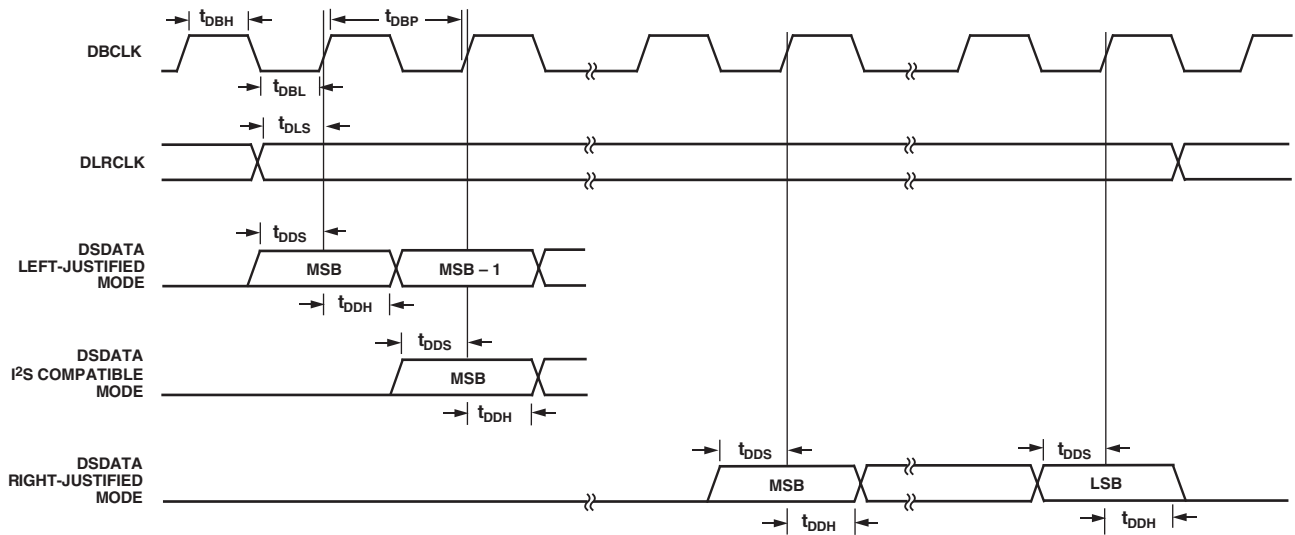 tDBH
tDBP
DBCLK
tDBL
tDLS
DLRCLK
tDDS
DSDATA
LEFT-JUSTIFIED
MODE
MSB
MSB – 1
tDDH
DSDATA
I²S COMPATIBLE
MODE
tDDS
MSB
tDDH
DSDATA
RIGHT-JUSTIFIED
MODE
tDDS
tDDS
MSB
LSB
tDDH
tDDH